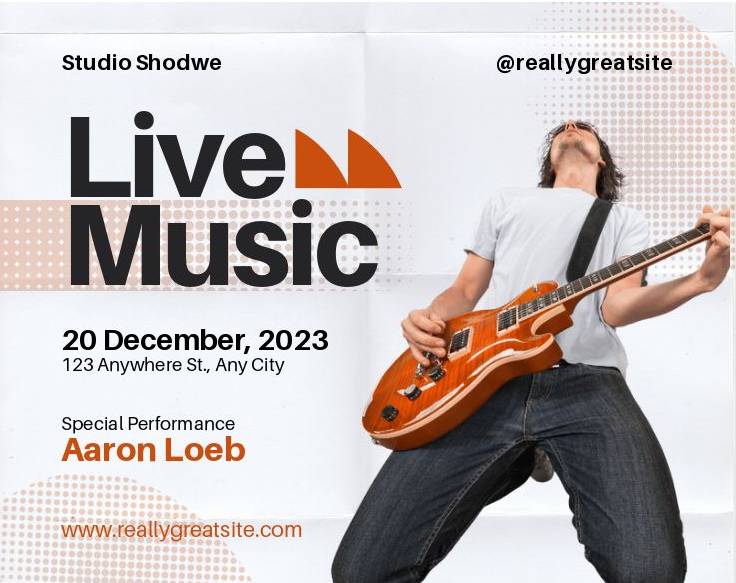 Studio Shodwe
@reallygreatsite
Live
Music
20 December, 2023
123 Anywhere St., Any City
Special Performance
Aaron Loeb
www.reallygreatsite.com